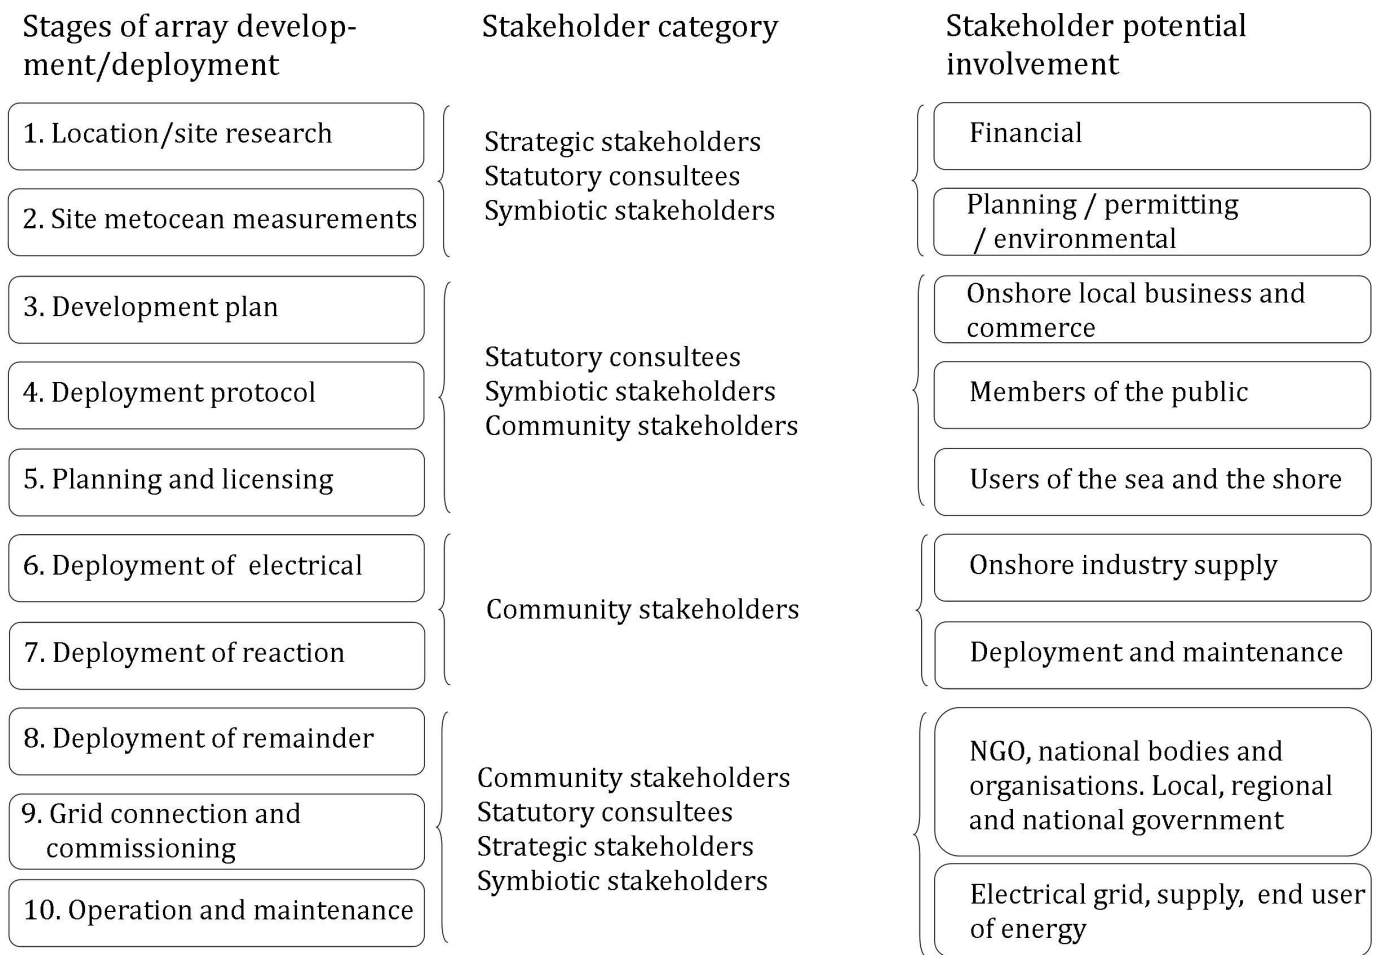 Stages of array develop-
ment/deployment
Stakeholder category
Stakeholder potential
involvement
1. Location/site research
2. Site metocean measurements
Strategic stakeholders
Statutory consultees
Symbiotic stakeholders
Financial
Planning / permitting
/ environmental
3. Development plan
4. Deployment protocol
5. Planning and licensing
Statutory consultees
Symbiotic stakeholders
Community stakeholders
Onshore local business and
commerce
Members of the public
Users of the sea and the shore
6. Deployment of electrical
7. Deployment of reaction
Community stakeholders
Onshore industry supply
Deployment and maintenance
8. Deployment of remainder
9. Grid connection and
commissioning
10. Operation and maintenance
Community stakeholders
Statutory consultees
Strategic stakeholders
Symbiotic stakeholders
NGO, national bodies and
organisations. Local, regional
and national government
Electrical grid, supply, end user
of energy